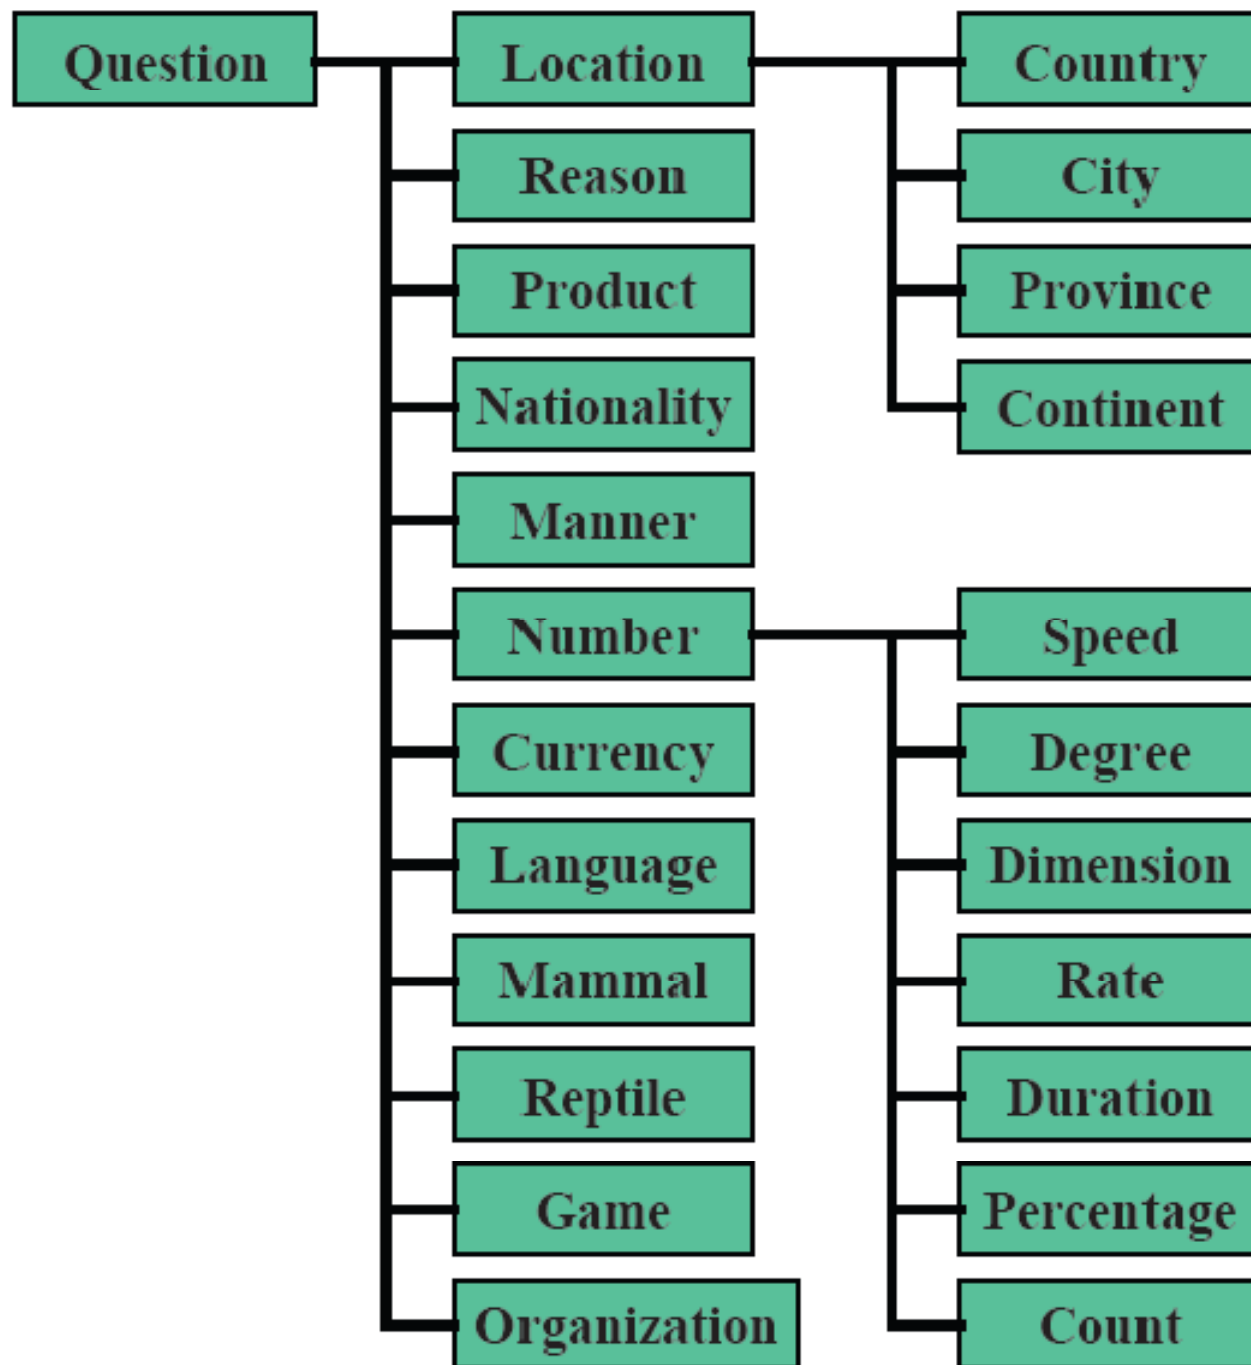 Question
Location
Country
Reason
City
Product
Province
Nationality
Continent
Manner
Number
Speed
Currency
Degree
Language
Dimension
Mammal
Rate
Reptile
Duration
Game
Percentage
Organization
Count